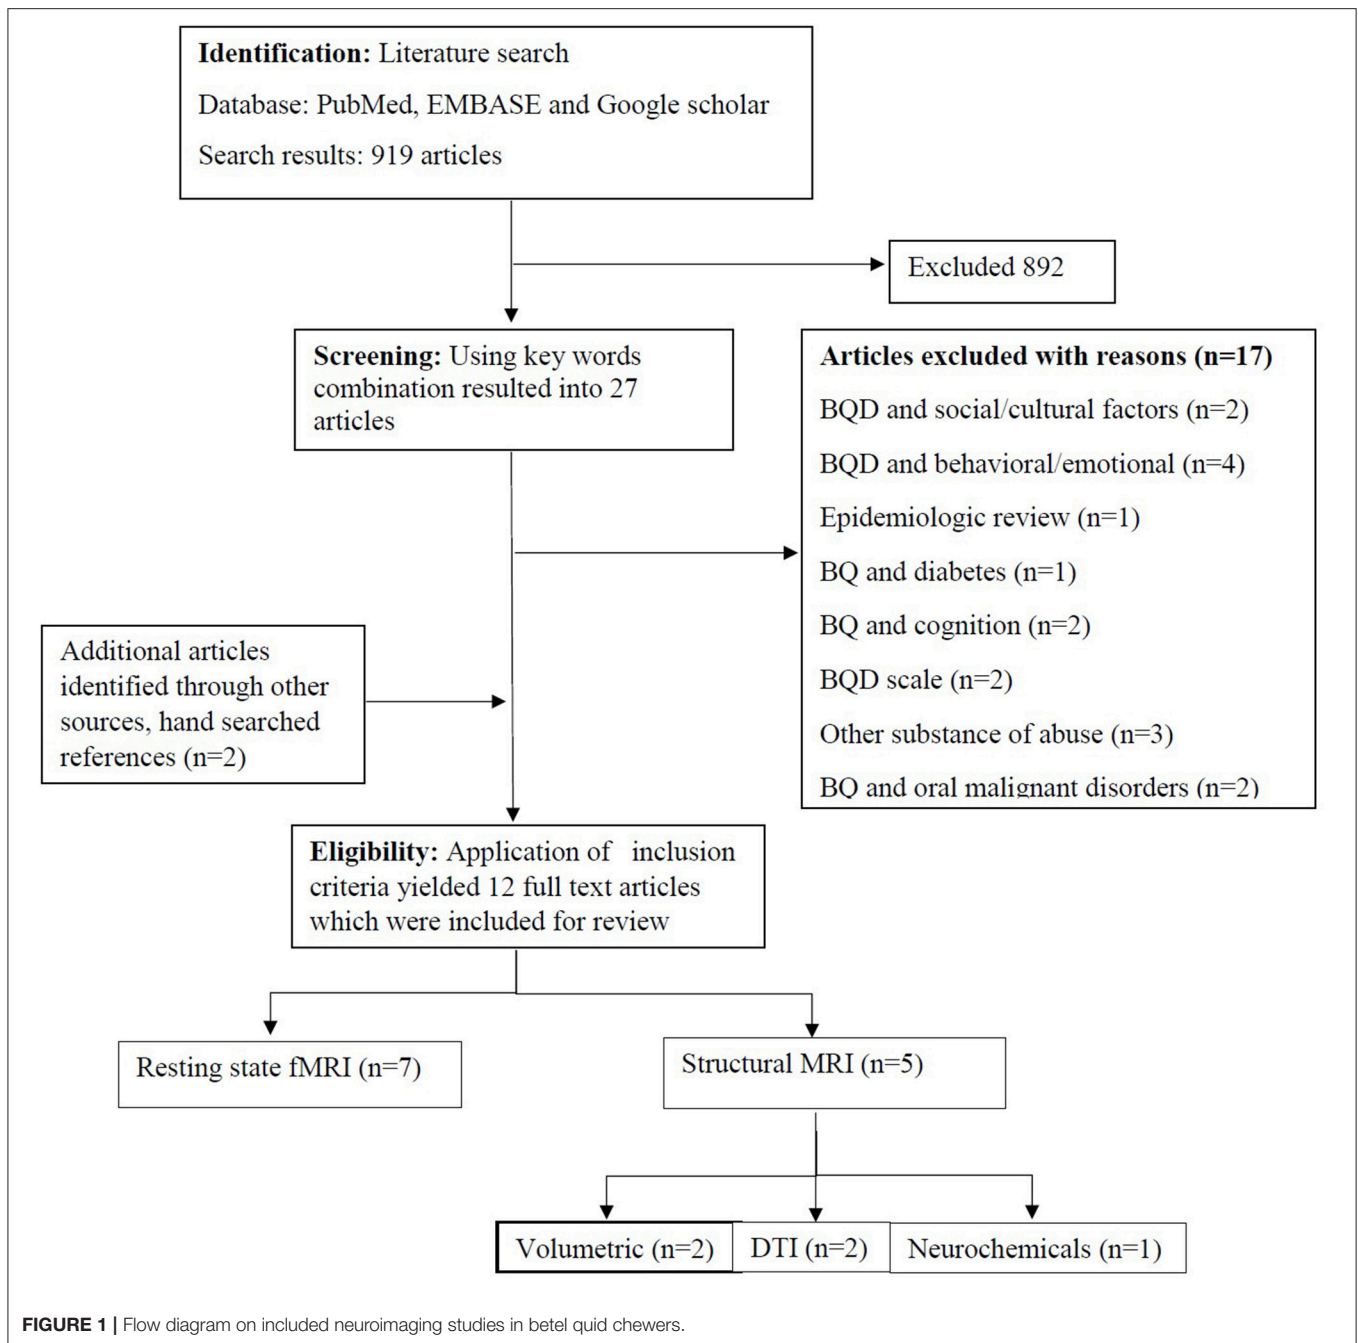 Identification: Literature search
Database: PubMed, EMBASE and Google scholar
Search results: 919 articles
Excluded 892
Screening: Using key words
combination resulted into 27
articles
Articles excluded with reasons (n=17)
BQD and social/cultural factors (n=2)
BQD and behavioral/emotional (n=4)
Epidemiologic review (n=1)
BQ and diabetes (n=1)
BQ and cognition (n=2)
BQD scale (n=2)
Other substance of abuse (n=3)
BQ and oral malignant disorders (n=2)
Additional articles
identified through other
sources, hand searched
references (n=2)
Eligibility: Application of inclusion
criteria yielded 12 full text articles
which were included for review
Resting state fMRI (n=7)
Structural MRI (n=5)
Volumetric (n=2)
DTI (n=2)
Neurochemicals (n=1)
FIGURE 1 | Flow diagram on included neuroimaging studies in betel quid chewers.